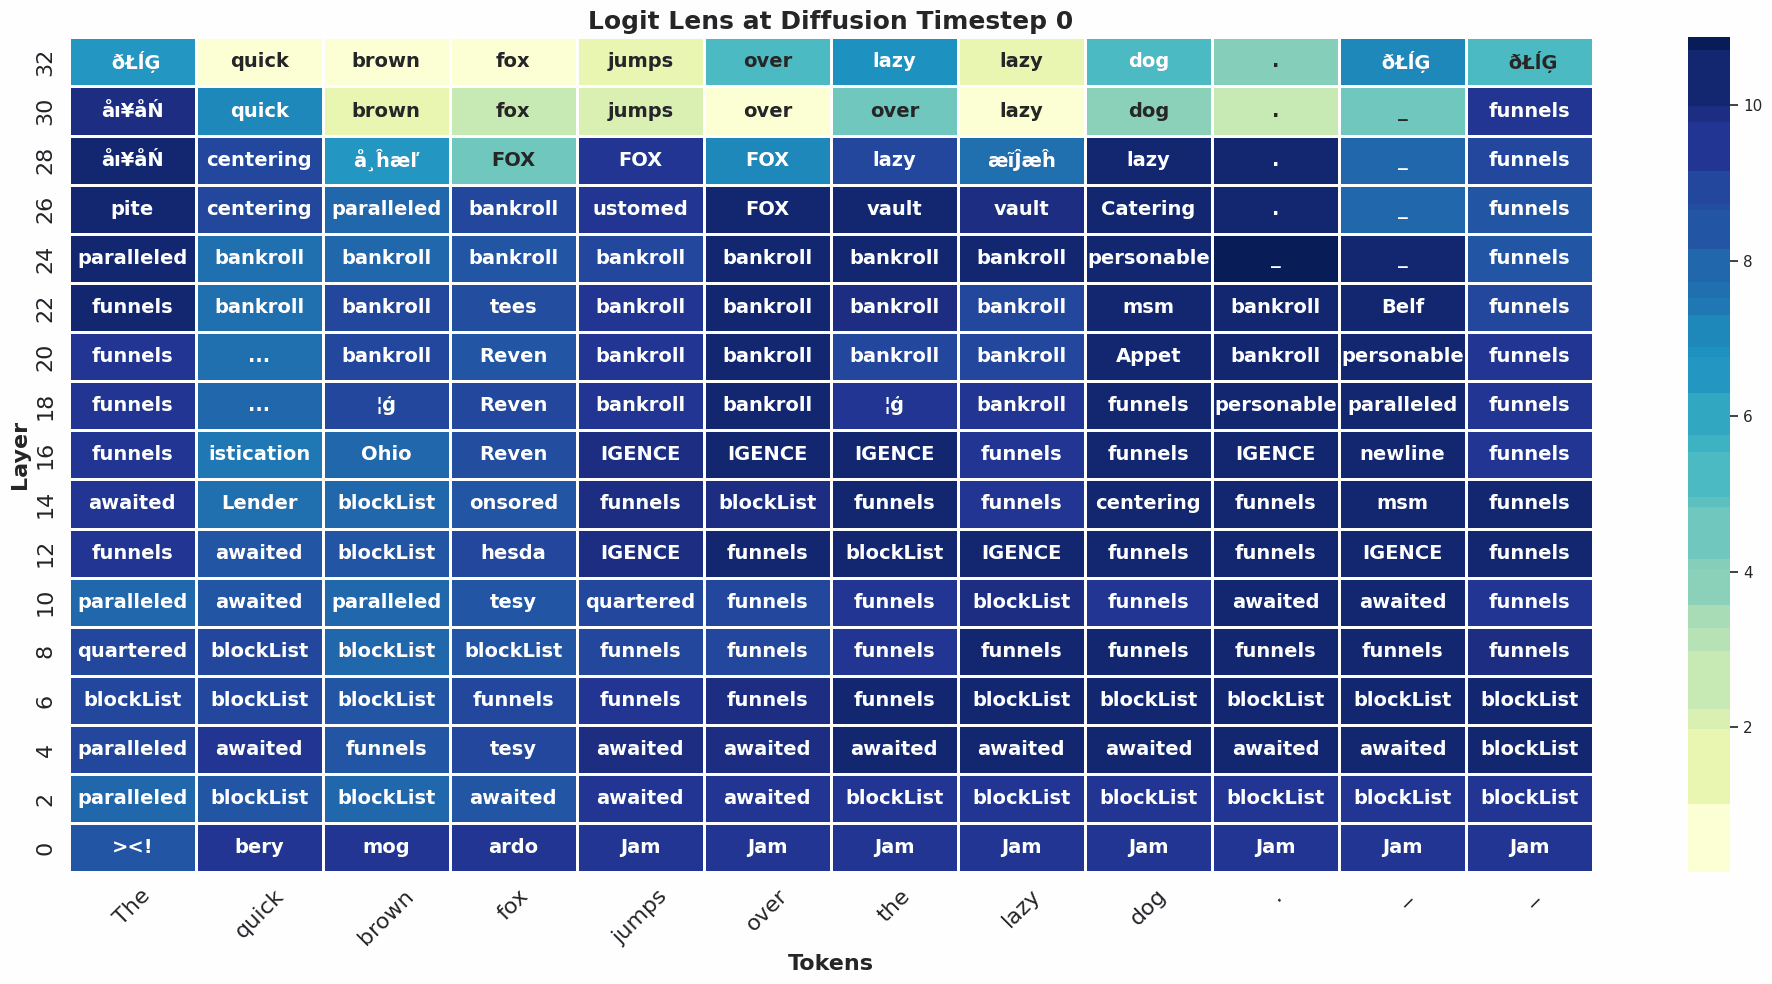 Logit Lens at Diffusion Timestep 0
32 ðŁĺĢ quick brown fox jumps over lazy lazy dog . ðŁĺĢ ðŁĺĢ
30 åı¥åŃ quick brown fox jumps over over lazy dog . _ funnels
28 åı¥åŃ centering å¸Ĥæľ FOX FOX FOX lazy æīĴæĥ lazy . _ funnels
26 pite centering paralleled bankroll ustomed FOX vault vault Catering . _ funnels
24 paralleled bankroll bankroll bankroll bankroll bankroll bankroll bankroll personable _ _ funnels
22 funnels bankroll bankroll tees bankroll bankroll bankroll bankroll msm bankroll Belf funnels
20 funnels ... bankroll Reven bankroll bankroll bankroll bankroll Appet bankroll personable funnels
18 funnels ... ¦ģ Reven bankroll bankroll ¦ģ bankroll funnels personable paralleled funnels
16 funnels istication Ohio Reven IGENCE IGENCE IGENCE funnels funnels IGENCE newline funnels
14 awaited Lender blockList onsored funnels blockList funnels funnels centering funnels msm funnels
12 funnels awaited blockList hesda IGENCE funnels blockList IGENCE funnels funnels IGENCE funnels
10 paralleled awaited paralleled tesy quartered funnels funnels blockList funnels awaited awaited funnels
8 quartered blockList blockList blockList funnels funnels funnels funnels funnels funnels funnels funnels
6 blockList blockList blockList funnels funnels funnels funnels blockList blockList blockList blockList blockList
4 paralleled awaited funnels tesy awaited awaited awaited awaited awaited awaited awaited blockList
2 paralleled blockList blockList awaited awaited awaited blockList blockList blockList blockList blockList blockList
0 ><! bery mog ardo Jam Jam Jam Jam Jam Jam Jam Jam
The quick brown fox jumps over the lazy dog . _ _
Layer
Tokens
10
8
6
4
2